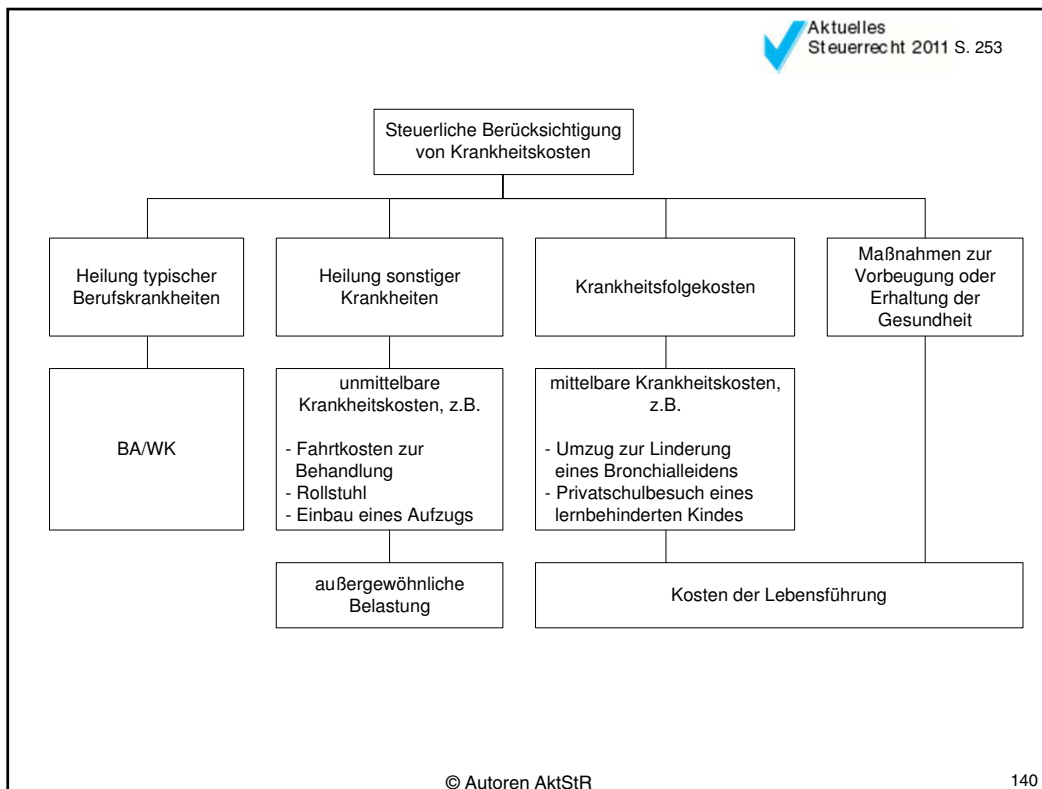 Aktuelles
Steuerrecht 2011 S. 253
Steuerliche Berücksichtigung
von Krankheitskosten
Heilung typischer
Berufskrankheiten
Heilung sonstiger
Krankheiten
Krankheitsfolgekosten
Maßnahmen zur
Vorbeugung oder
Erhaltung der
Gesundheit
BA/WK
unmittelbare
Krankheitskosten, z.B.
- Fahrtkosten zur
Behandlung
- Rollstuhl
- Einbau eines Aufzugs
mittelbare Krankheitskosten,
z.B.
- Umzug zur Linderung
eines Bronchialleidens
- Privatschulbesuch eines
lernbehinderten Kindes
außergewöhnliche
Belastung
Kosten der Lebensführung
© Autoren AktStR
140